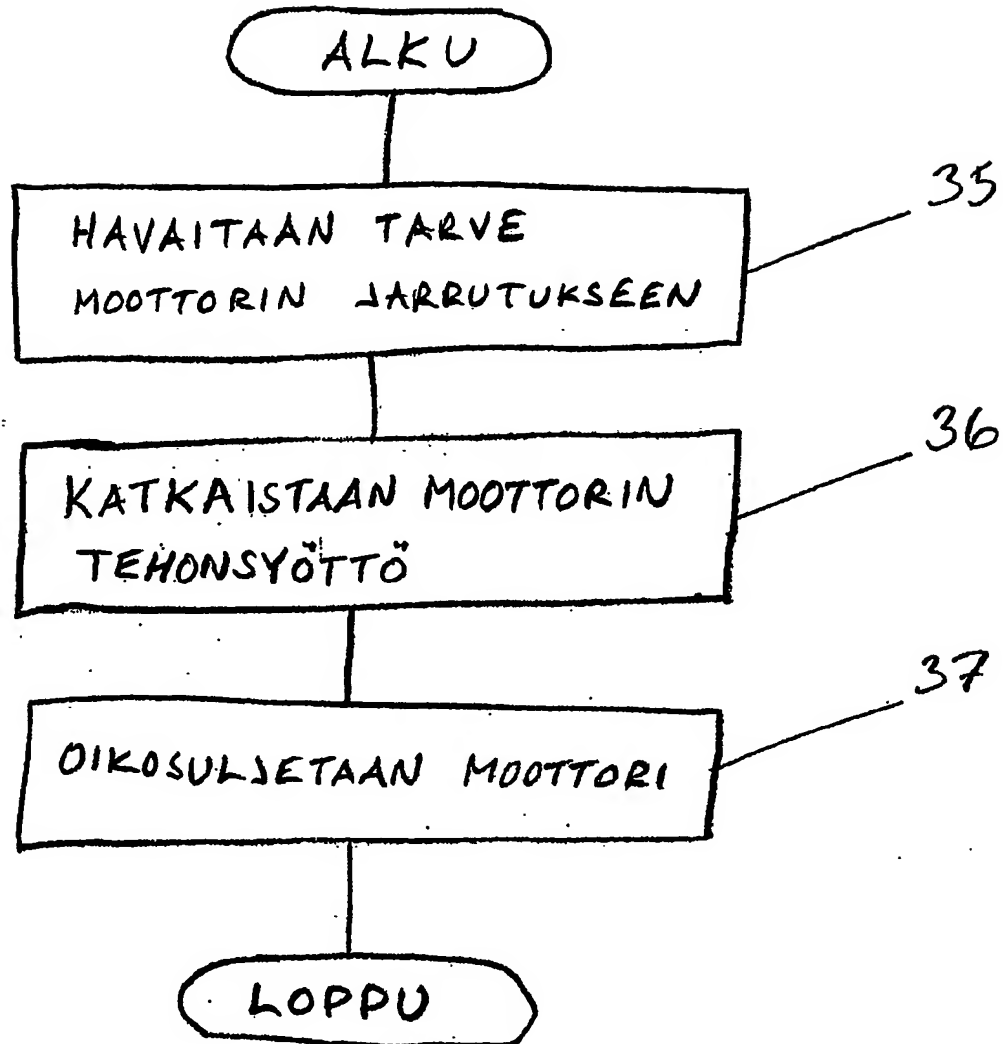 ALKU
HAVAITAAN TARVE
MOOTTORIN JARRUTUKSEEN
35
KATKAISTAAN MOOTTORIN
TEHONSYÖTTÖ
36
OIKOSULJETAAN MOOTTORI
37
LOPPU